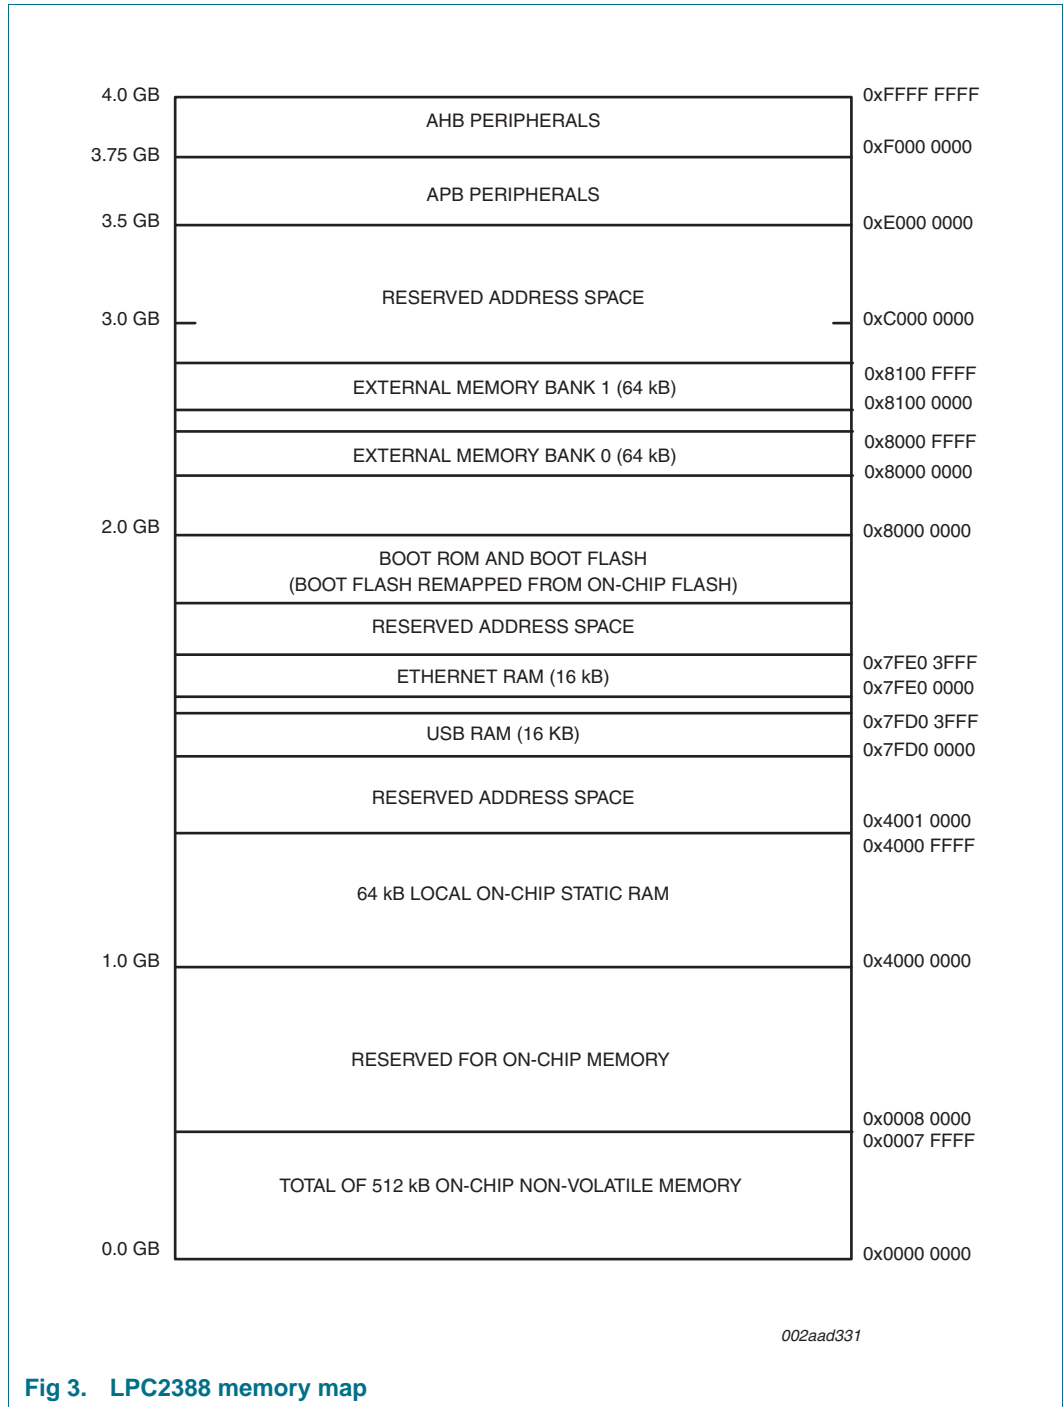 4.0 GB
0xFFFF FFFF
AHB PERIPHERALS
3.75 GB
0xF000 0000
APB PERIPHERALS
3.5 GB
0xE000 0000
RESERVED ADDRESS SPACE
3.0 GB
0xC000 0000
0x8100 FFFF
EXTERNAL MEMORY BANK 1 (64 kB)
0x8100 0000
0x8000 FFFF
EXTERNAL MEMORY BANK 0 (64 kB)
0x8000 0000
2.0 GB
0x8000 0000
BOOT ROM AND BOOT FLASH
(BOOT FLASH REMAPPED FROM ON-CHIP FLASH)
RESERVED ADDRESS SPACE
0x7FE0 3FFF
ETHERNET RAM (16 kB)
0x7FE0 0000
0x7FD0 3FFF
USB RAM (16 KB)
0x7FD0 0000
RESERVED ADDRESS SPACE
0x4001 0000
0x4000 FFFF
64 kB LOCAL ON-CHIP STATIC RAM
1.0 GB
0x4000 0000
RESERVED FOR ON-CHIP MEMORY
0x0008 0000
0x0007 FFFF
TOTAL OF 512 kB ON-CHIP NON-VOLATILE MEMORY
0.0 GB
0x0000 0000
002aad331
Fig 3. LPC2388 memory map